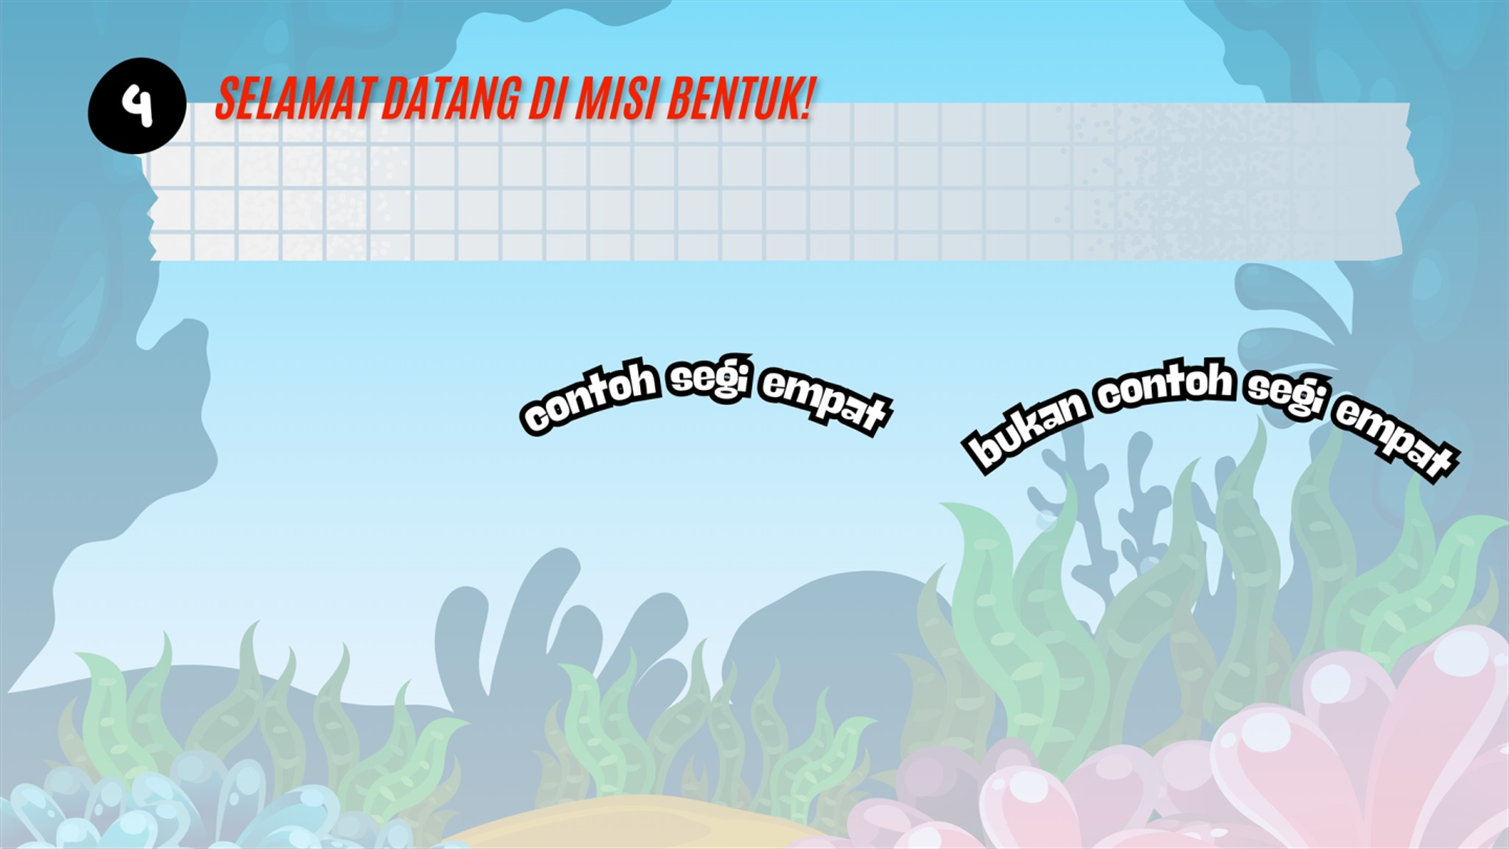 4
SELAMAT DATANG DI MISI BENTUK!
contoh segi empat
bukan contoh segi empat